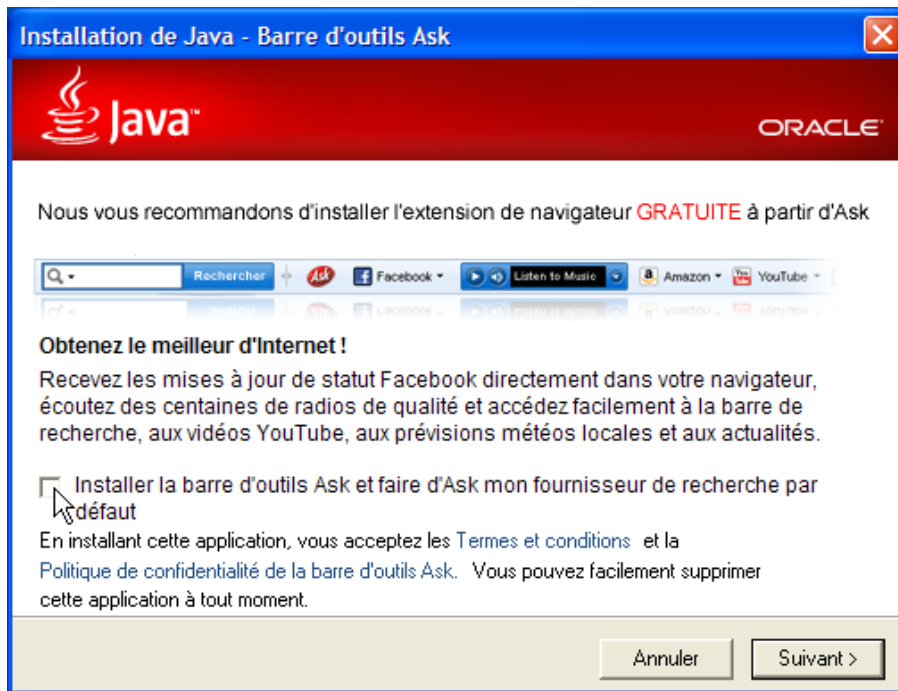 Installation de Java - Barre d'outils Ask
Java™
ORACLE
Nous vous recommandons d'installer l'extension de navigateur GRATUITE à partir d'Ask
Rechercher Ask Facebook Listen to Music a Amazon You Tube YouTube
Obtenez le meilleur d'Internet !
Recevez les mises à jour de statut Facebook directement dans votre navigateur,
écoutez des centaines de radios de qualité et accédez facilement à la barre de
recherche, aux vidéos YouTube, aux prévisions météos locales et aux actualités.
Installer la barre d'outils Ask et faire d'Ask mon fournisseur de recherche par
défaut
En installant cette application, vous acceptez les Termes et conditions et la
Politique de confidentialité de la barre d'outils Ask. Vous pouvez facilement supprimer
cette application à tout moment.
Annuler Suivant >